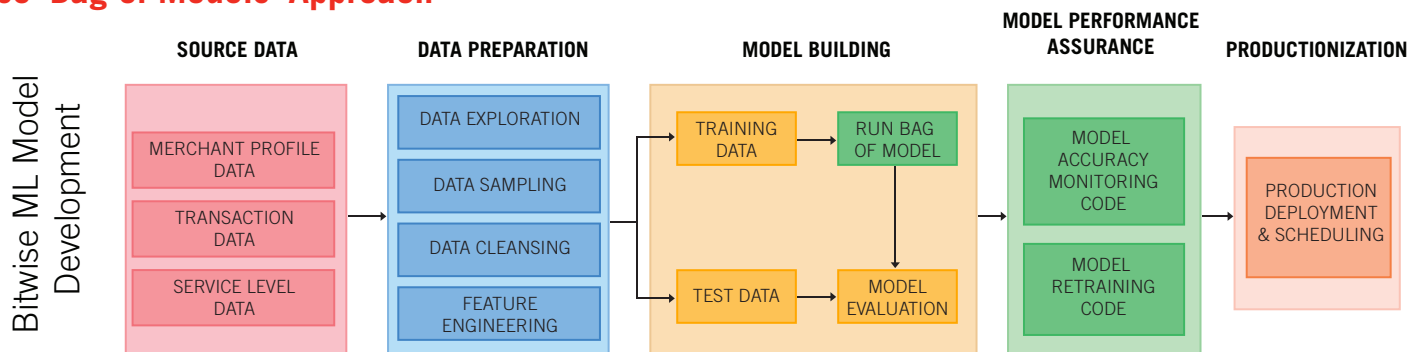 Bag of Models" Approach
SOURCE DATA
DATA PREPARATION
MODEL BUILDING
MODEL PERFORMANCE
ASSURANCE
PRODUCTIONIZATION
Bitwise ML Model
Development
MERCHANT PROFILE
DATA
TRANSACTION
DATA
SERVICE LEVEL
DATA
DATA EXPLORATION
DATA SAMPLING
DATA CLEANSING
FEATURE
ENGINEERING
TRAINING
DATA
RUN BAG
OF MODEL
TEST DATA
MODEL
EVALUATION
MODEL
ACCURACY
MONITORING
CODE
MODEL
RETRAINING
CODE
PRODUCTION
DEPLOYMENT
& SCHEDULING